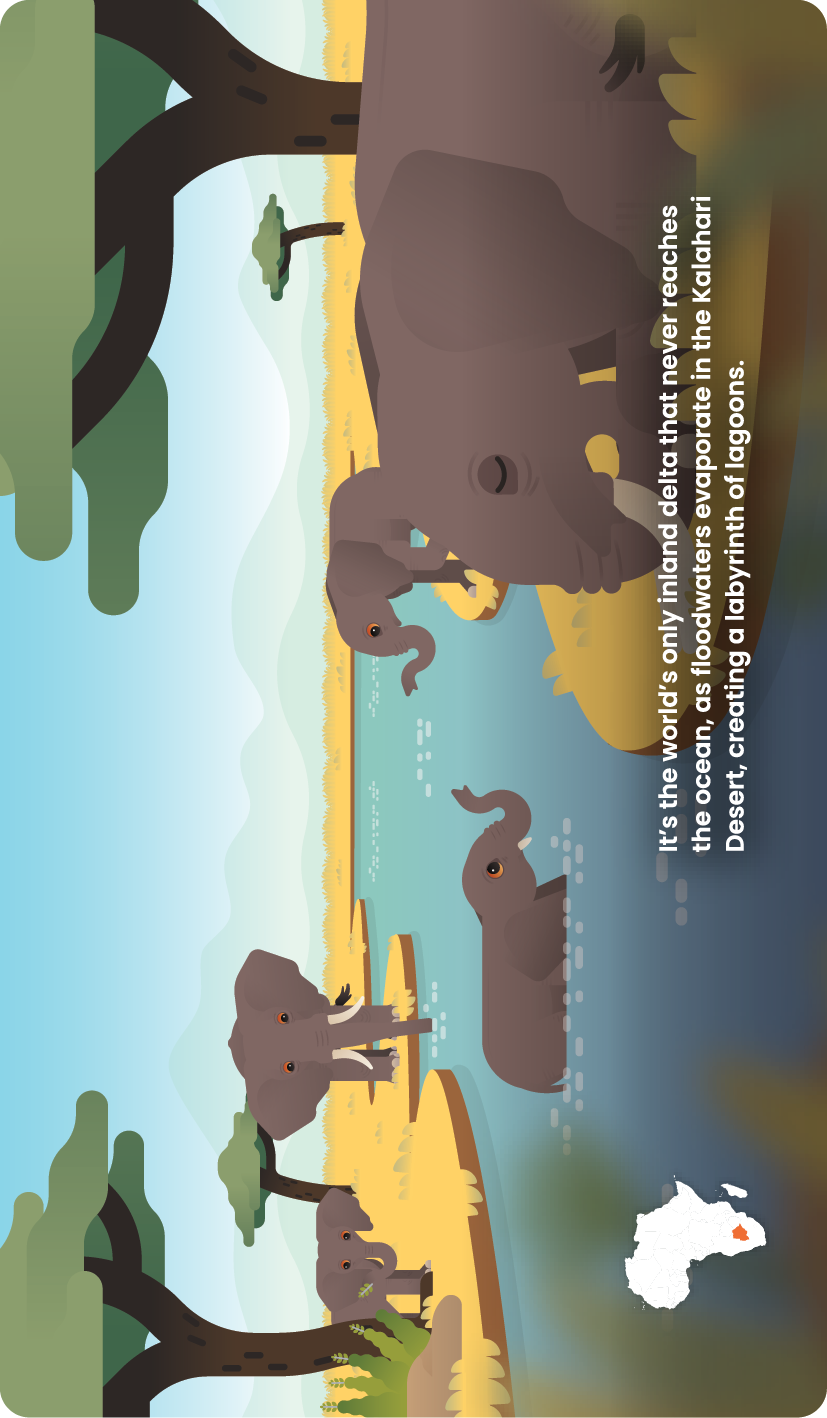 It's the world's only inland delta that never reaches
the ocean, as floodwaters evaporate in the Kalahari
Desert, creating a labyrinth of lagoons.